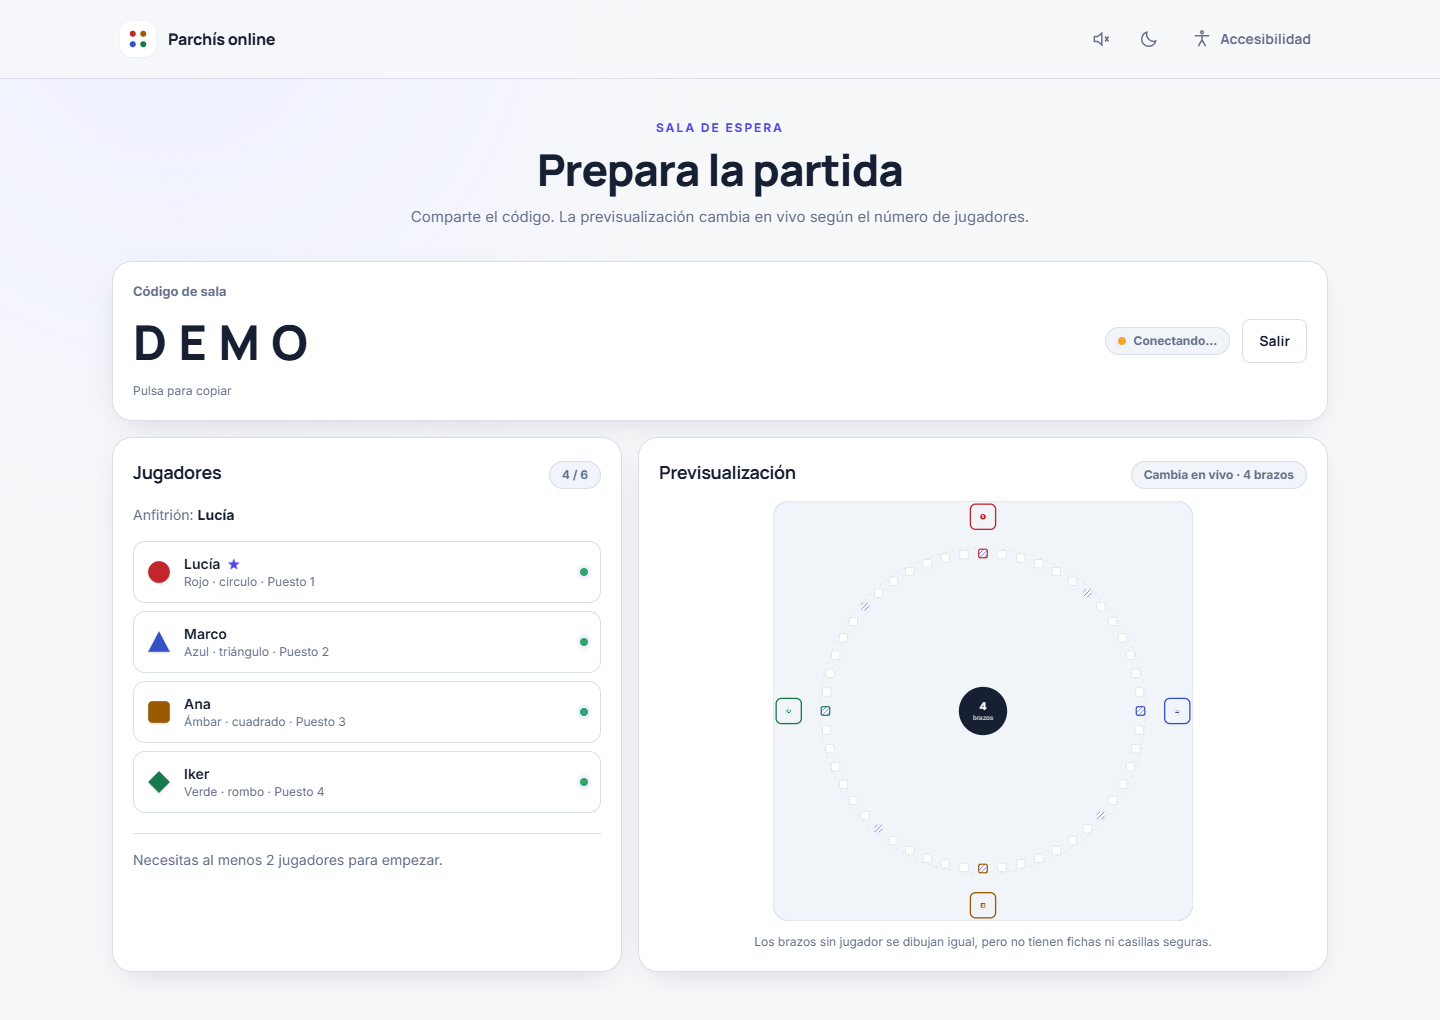 Parchís online
Accesibilidad
SALA DE ESPERA
Prepara la partida
Comparte el código. La previsualización cambia en vivo según el número de jugadores.
Código de sala
DEMO
Pulsa para copiar
Conectando…
Salir
Jugadores
4 / 6
Anfitrión: Lucía
Lucía ★
Rojo · círculo · Puesto 1
Marco
Azul · triángulo · Puesto 2
Ana
Ámbar · cuadrado · Puesto 3
Iker
Verde · rombo · Puesto 4
Necesitas al menos 2 jugadores para empezar.
Previsualización
Cambia en vivo · 4 brazos
4
brazos
Los brazos sin jugador se dibujan igual, pero no tienen fichas ni casillas seguras.